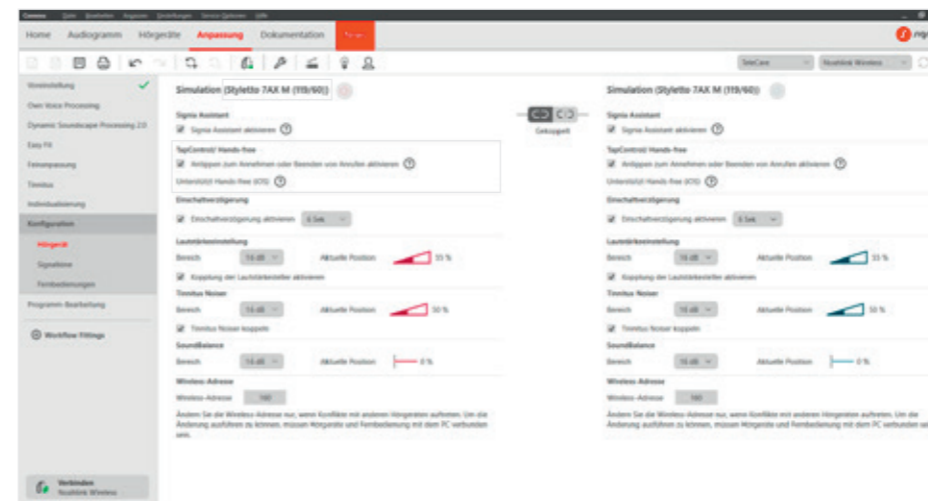 Connexx Datei Bearbeiten Anpassen Einstellungen Service-Optionen Hilfe
Home Audiogramm Hörgeräte Anpassung Dokumentation
TeleCare Noahlink Wireless
Voreinstellung
Own Voice Processing
Dynamic Soundscape Processing 2.0
Easy Fit
Feinanpassung
Tinnitus
Individualisierung
Konfiguration
Hörgerät
Signaltöne
Fernbedienungen
Programm-Bearbeitung
Workflow Fittings
Verbinden
Noahlink Wireless
Simulation (Styletto 7AX M (119/60))
Signia Assistant
Signia Assistant aktivieren
TapControl/ Hands-free
Antippen zum Annehmen oder Beenden von Anrufen aktivieren
Unterstützt Hands-free (iOS)
Einschaltverzögerung
Einschaltverzögerung aktivieren 6 Sek.
Lautstärkeeinstellung
Bereich 16 dB Aktuelle Position 55 %
Kopplung der Lautstärkesteller aktivieren
Tinnitus Noiser
Bereich 16 dB Aktuelle Position 50 %
Tinnitus Noiser koppeln
SoundBalance
Bereich 16 dB Aktuelle Position 0 %
Wireless-Adresse
Wireless-Adresse 160
Ändern Sie die Wireless-Adresse nur, wenn Konflikte mit anderen Hörgeräten auftreten. Um die
Änderung ausführen zu können, müssen Hörgeräte und Fernbedienung mit dem PC verbunden
sein.
Gekoppelt
Simulation (Styletto 7AX M (119/60))
Signia Assistant
Signia Assistant aktivieren
TapControl/ Hands-free
Antippen zum Annehmen oder Beenden von Anrufen aktivieren
Unterstützt Hands-free (iOS)
Einschaltverzögerung
Einschaltverzögerung aktivieren 6 Sek.
Lautstärkeeinstellung
Bereich 16 dB Aktuelle Position 55 %
Kopplung der Lautstärkesteller aktivieren
Tinnitus Noiser
Bereich 16 dB Aktuelle Position 50 %
Tinnitus Noiser koppeln
SoundBalance
Bereich 16 dB Aktuelle Position 0 %
Wireless-Adresse
Wireless-Adresse 160
Ändern Sie die Wireless-Adresse nur, wenn Konflikte mit anderen Hörgeräten auftreten. Um die
Änderung ausführen zu können, müssen Hörgeräte und Fernbedienung mit dem PC verbunden